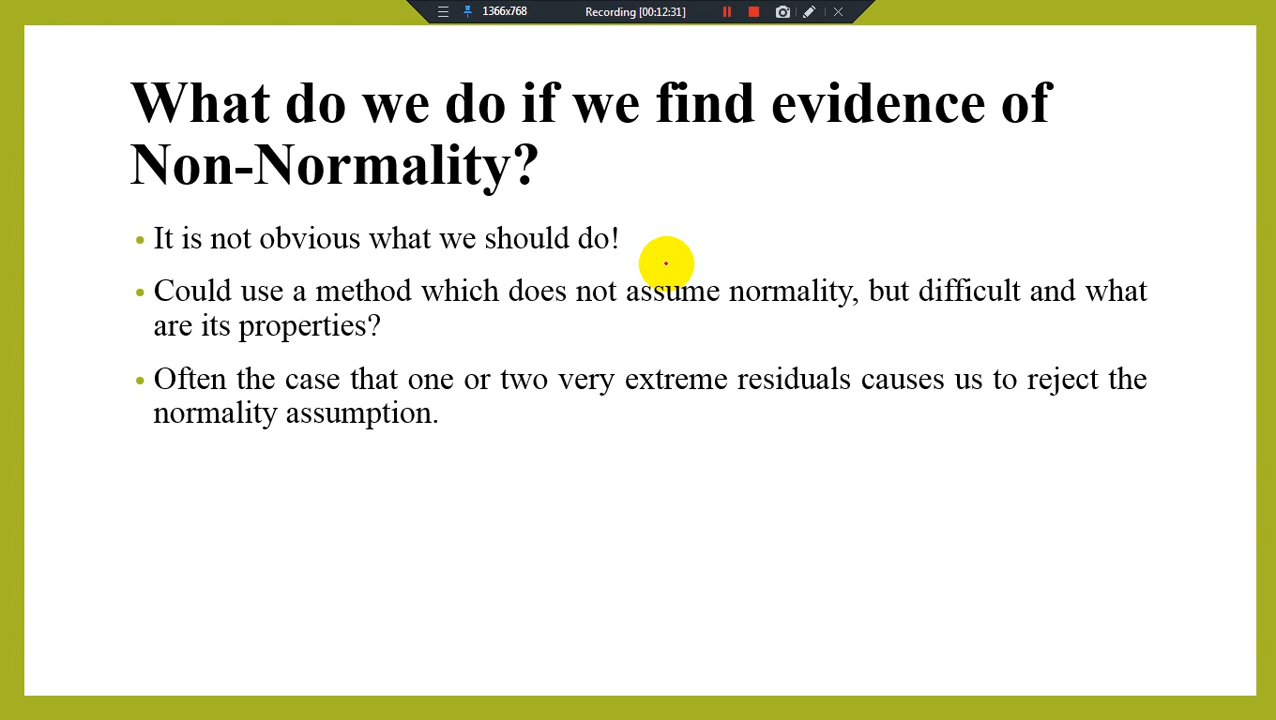 1366x768 Recording [00:12:31]
What do we do if we find evidence of
Non-Normality?
• It is not obvious what we should do!
• Could use a method which does not assume normality, but difficult and what
are its properties?
• Often the case that one or two very extreme residuals causes us to reject the
normality assumption.